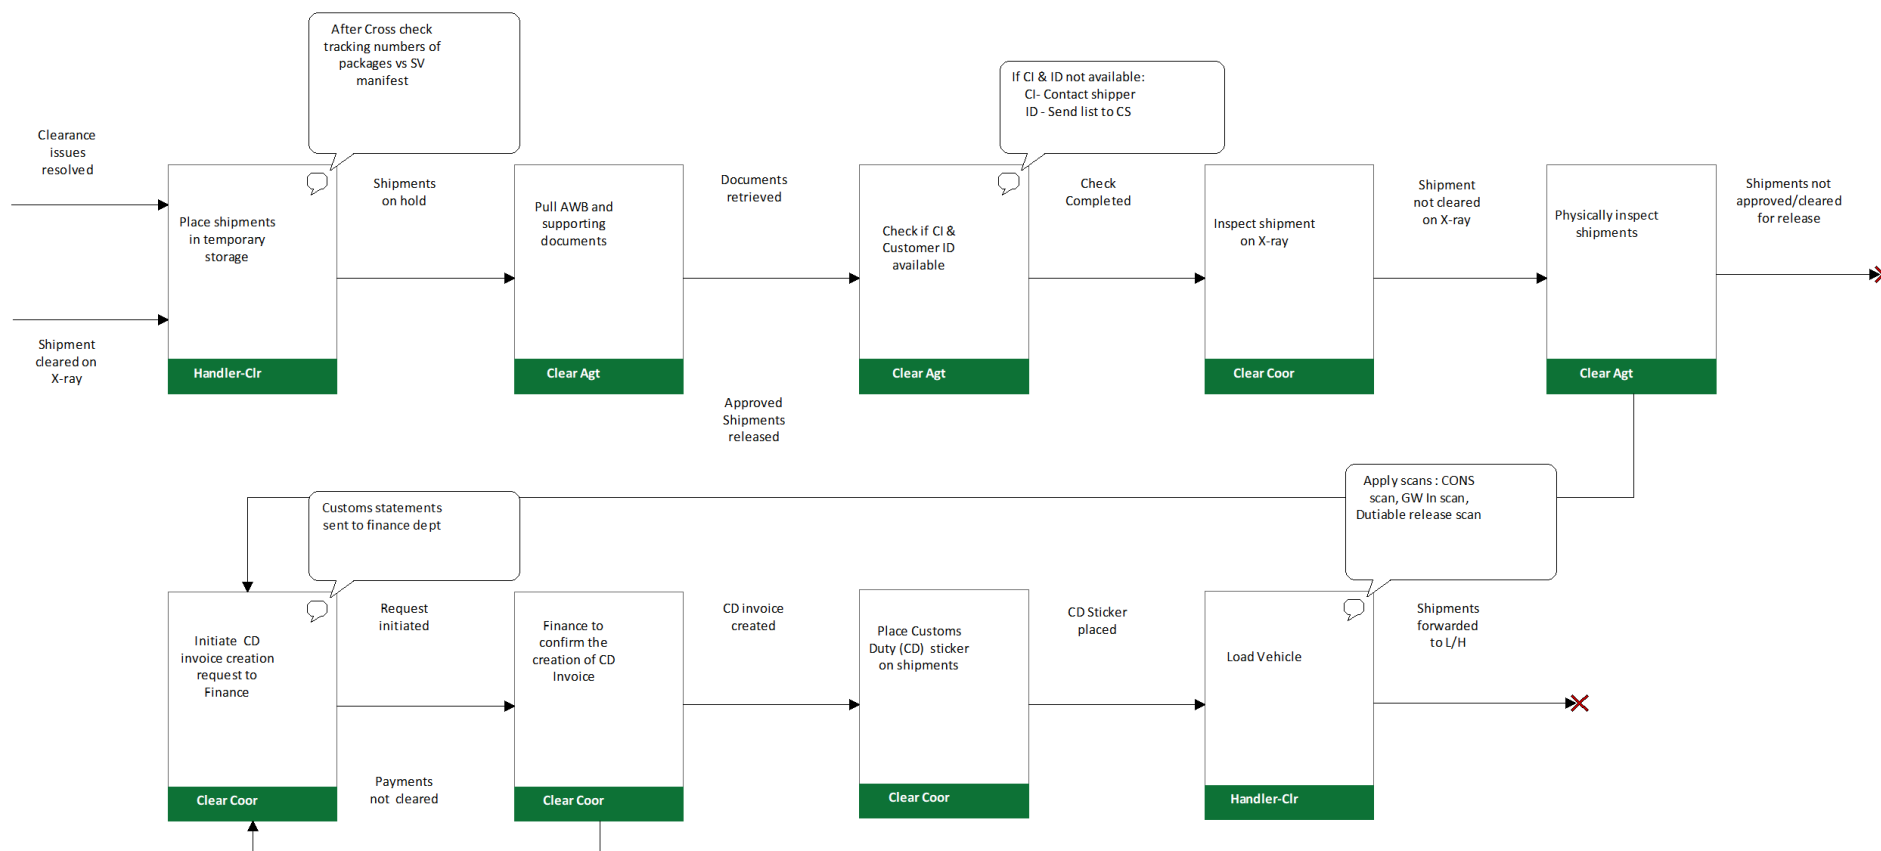 After Cross check
tracking numbers of
packages vs SV
manifest
If CI & ID not available:
CI- Contact shipper
ID - Send list to CS
Clearance
issues
resolved
Shipment
cleared on
X-ray
Place shipments
in temporary
storage
Handler-Clr
Shipments
on hold
Pull AWB and
supporting
documents
Clear Agt
Documents
retrieved
Check if CI &
Customer ID
available
Clear Agt
Check
Completed
Inspect shipment
on X-ray
Clear Coor
Shipment
not cleared
on X-ray
Physically inspect
shipments
Clear Agt
Shipments not
approved/cleared
for release
Approved
Shipments
released
Customs statements
sent to finance dept
Apply scans : CONS
scan, GW In scan,
Dutiable release scan
Initiate CD
invoice creation
request to
Finance
Clear Coor
Request
initiated
Payments
not cleared
Finance to
confirm the
creation of CD
Invoice
Clear Coor
CD invoice
created
Place Customs
Duty (CD) sticker
on shipments
Clear Coor
CD Sticker
placed
Load Vehicle
Handler-Clr
Shipments
forwarded
to L/H